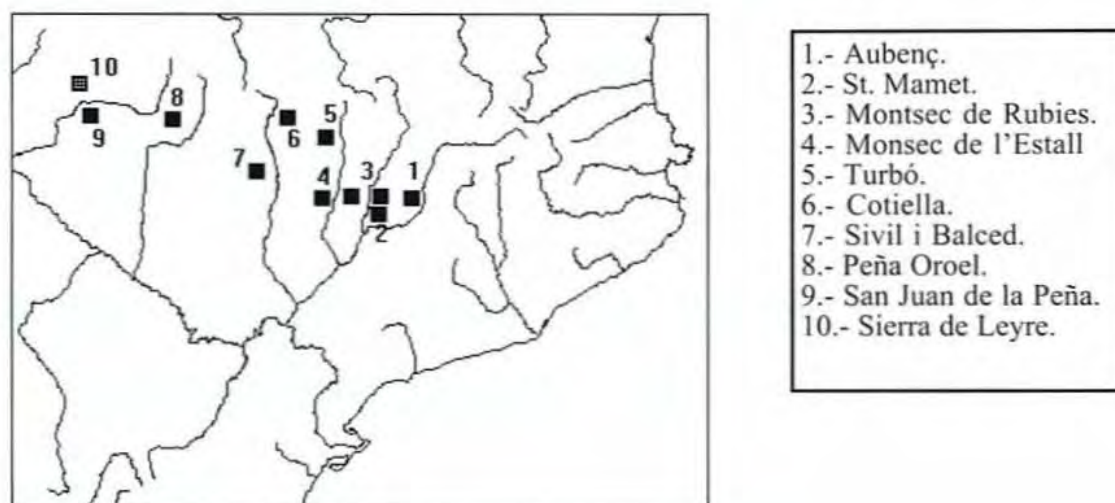 10
8
9
6
5
7
4
3
1
2
1.- Aubenç.
2.- St. Mamet.
3.- Montsec de Rubies.
4.- Monsec de l'Estall
5.- Turbó.
6.- Cotiella.
7.- Sivil i Balced.
8.- Peña Oroel.
9.- San Juan de la Peña.
10.- Sierra de Leyre.